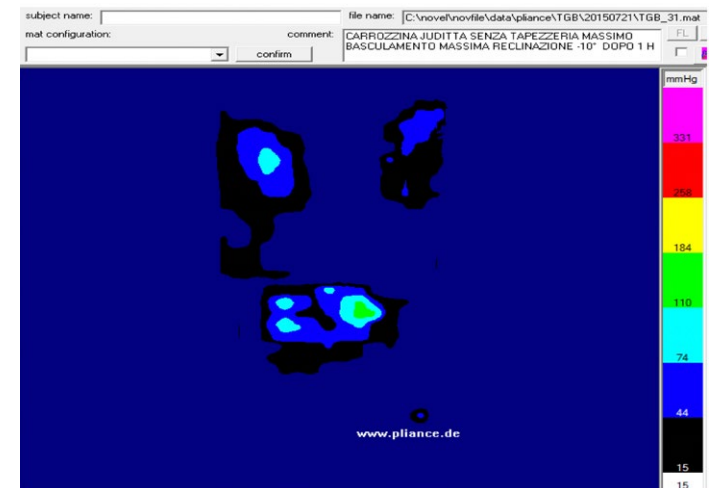 subject name:
file name: C:\novel\novfile\data\pliance\TGB\20150721\TGB_31.mat
mat configuration:
comment: CARROZZINA JUDITTA SENZA TAPEZZERIA MASSIMO
BASCULAMENTO MASSIMA RECLINAZIONE -10° DOPO 1 H
FL
confirm
mmHg
331
258
184
110
74
44
15
15
www.pliance.de